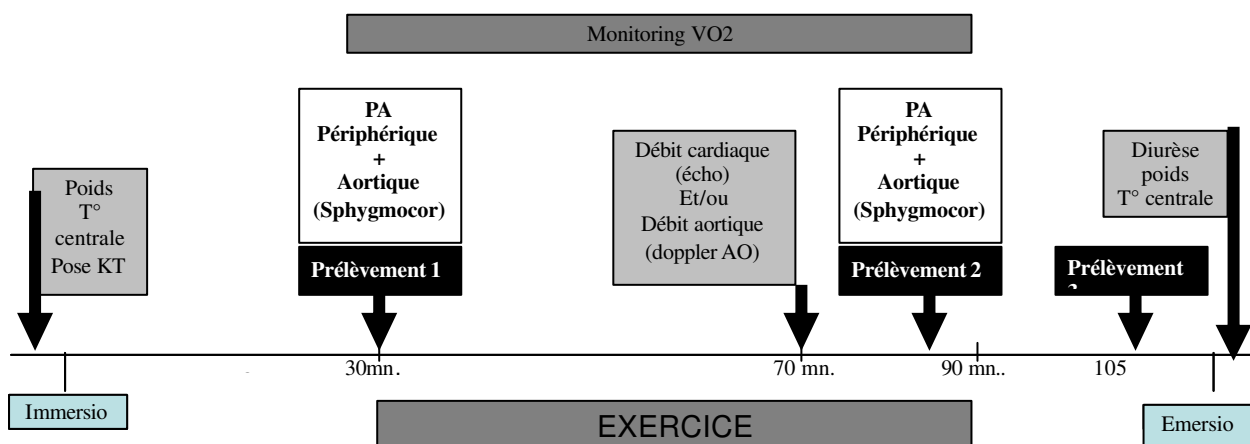 Monitoring VO2
PA
Périphérique
+
Aortique
(Sphygmocor)
PA
Périphérique
+
Aortique
(Sphygmocor)
Débit cardiaque
(écho)
Et/ou
Débit aortique
(doppler AO)
Diurèse
poids
T° centrale
Poids
T°
centrale
Pose KT
Prélèvement 1
Prélèvement 2
Prélèvement
30mn.
70 mn.
90 mn..
105
Immersio
EXERCICE
Emersio